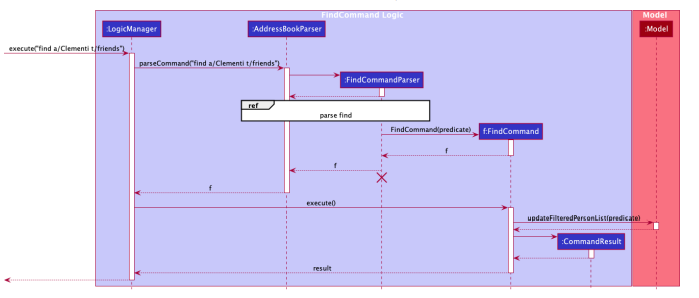 FindCommand Logic
Model
:LogicManager
:AddressBookParser
:Model
execute("find a/Clementi t/friends")
parseCommand("find a/Clementi t/friends")
:FindCommandParser
ref
parse find
FindCommand(predicate)
f:FindCommand
f
f
f
execute()
updateFilteredPersonList(predicate)
:CommandResult
result